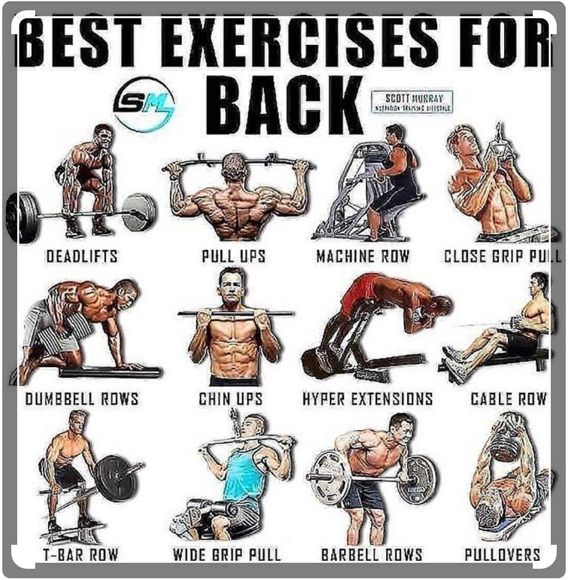 BEST EXERCISES FOR
BACK
SM
SCOTT MURRAY
NUTRITION TRAINING LIFESTYLE
DEADLIFTS
PULL UPS
MACHINE ROW
CLOSE GRIP PULL
DUMBBELL ROWS
CHIN UPS
HYPER EXTENSIONS
CABLE ROW
T-BAR ROW
WIDE GRIP PULL
BARBELL ROWS
PULLOVERS